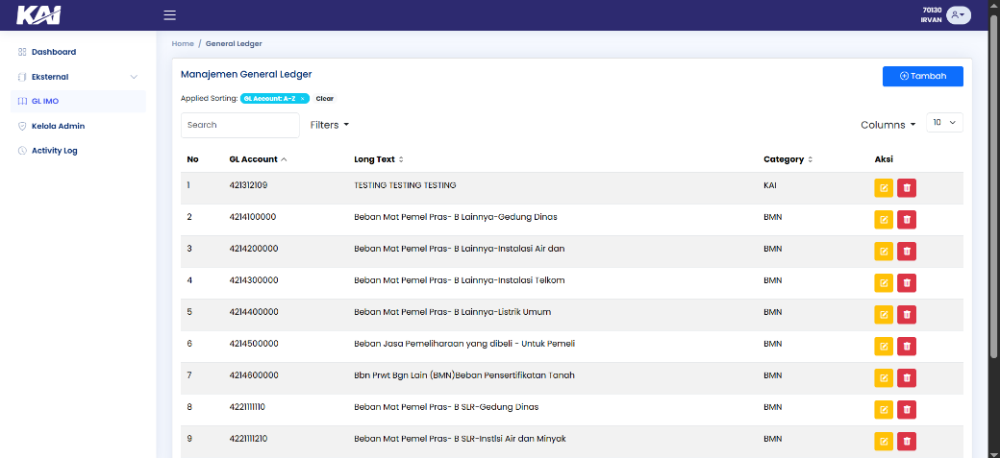 KAI
70130
IRVAN
Dashboard
Eksternal
GL IMO
Kelola Admin
Activity Log
Home / General Ledger
Manajemen General Ledger
Tambah
Applied Sorting: GL Account: A-Z × Clear
Search
Filters
Columns
10
No GL Account Long Text Category Aksi
1 421312109 TESTING TESTING TESTING KAI
2 4214100000 Beban Mat Pemel Pras- B Lainnya-Gedung Dinas BMN
3 4214200000 Beban Mat Pemel Pras- B Lainnya-Instalasi Air dan BMN
4 4214300000 Beban Mat Pemel Pras- B Lainnya-Instalasi Telkom BMN
5 4214400000 Beban Mat Pemel Pras- B Lainnya-Listrik Umum BMN
6 4214500000 Beban Jasa Pemeliharaan yang dibeli - Untuk Pemeli BMN
7 4214600000 Bbn Prwt Bgn Lain (BMN)Beban Pensertifikatan Tanah BMN
8 4221111110 Beban Mat Pemel Pras- B SLR-Gedung Dinas BMN
9 4221111210 Beban Mat Pemel Pras- B SLR-Instlsi Air dan Minyak BMN